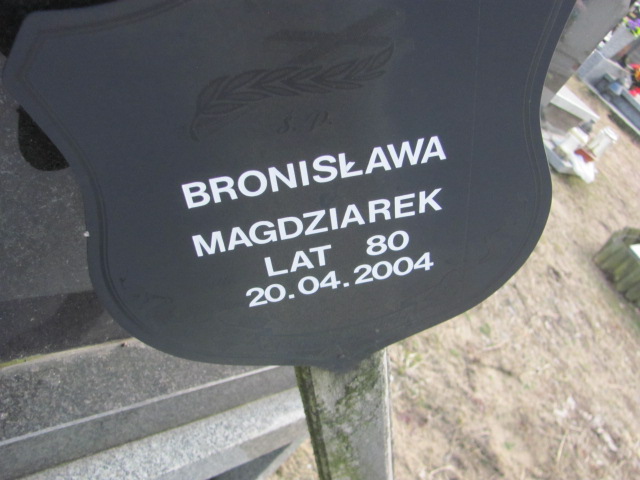 Ś.P.
BRONISŁAWA
MAGDZIAREK
LAT 80
20.04.2004